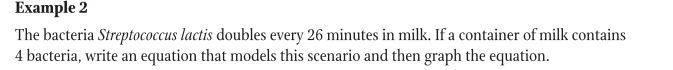 Example 2
The bacteria Streptococcus lactis doubles every 26 minutes in milk. If a container of milk contains
4 bacteria, write an equation that models this scenario and then graph the equation.